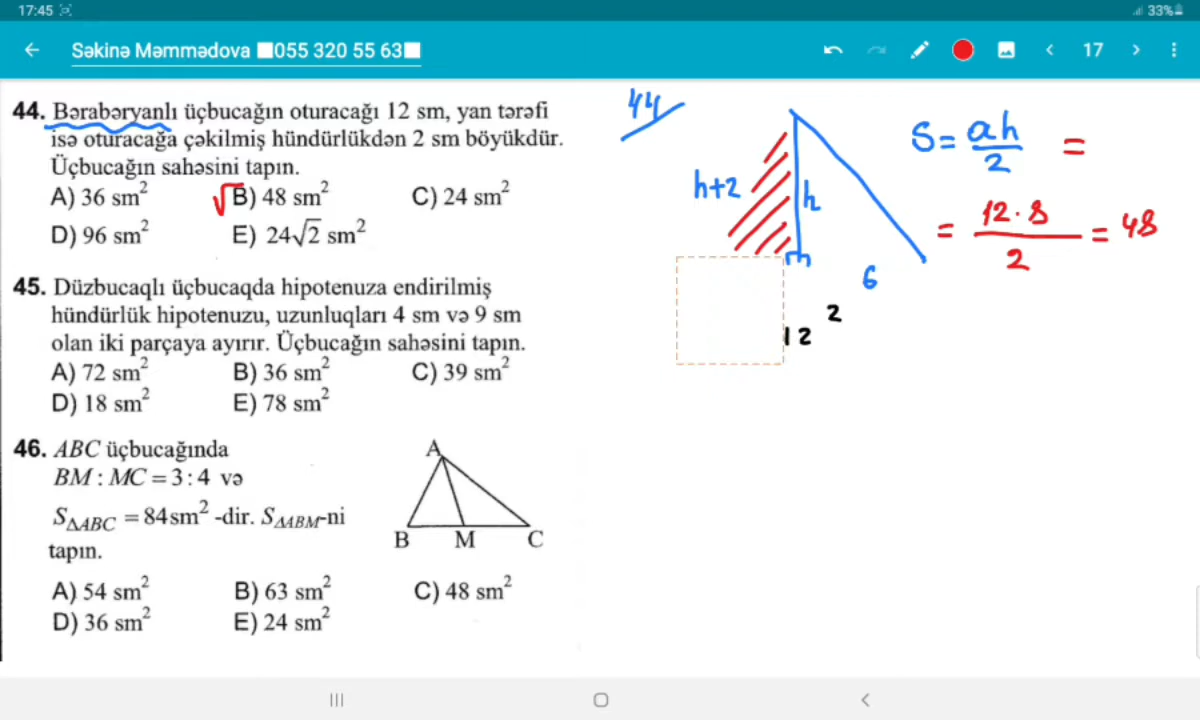 17:45
33%
Səkinə Məmmədova 055 320 55 63
17
44. Bərabəryanlı üçbucağın oturacağı 12 sm, yan tərəfi
isə oturacağa çəkilmiş hündürlükdən 2 sm böyükdür.
Üçbucağın sahəsini tapın.
A) 36 sm² √B) 48 sm² C) 24 sm²
D) 96 sm² E) 24√2 sm²
45. Düzbucaqlı üçbucaqda hipotenuza endirilmiş
hündürlük hipotenuzu, uzunluqları 4 sm və 9 sm
olan iki parçaya ayırır. Üçbucağın sahəsini tapın.
A) 72 sm² B) 36 sm² C) 39 sm²
D) 18 sm² E) 78 sm²
46. ABC üçbucağında
BM : MC = 3 : 4 və
S△ABC = 84 sm² -dir. S△ABM-ni
tapın.
A
B M C
A) 54 sm² B) 63 sm² C) 48 sm²
D) 36 sm² E) 24 sm²
44
h+2
h
6
2
12
S = ah/2 =
= 12·8/2 = 48